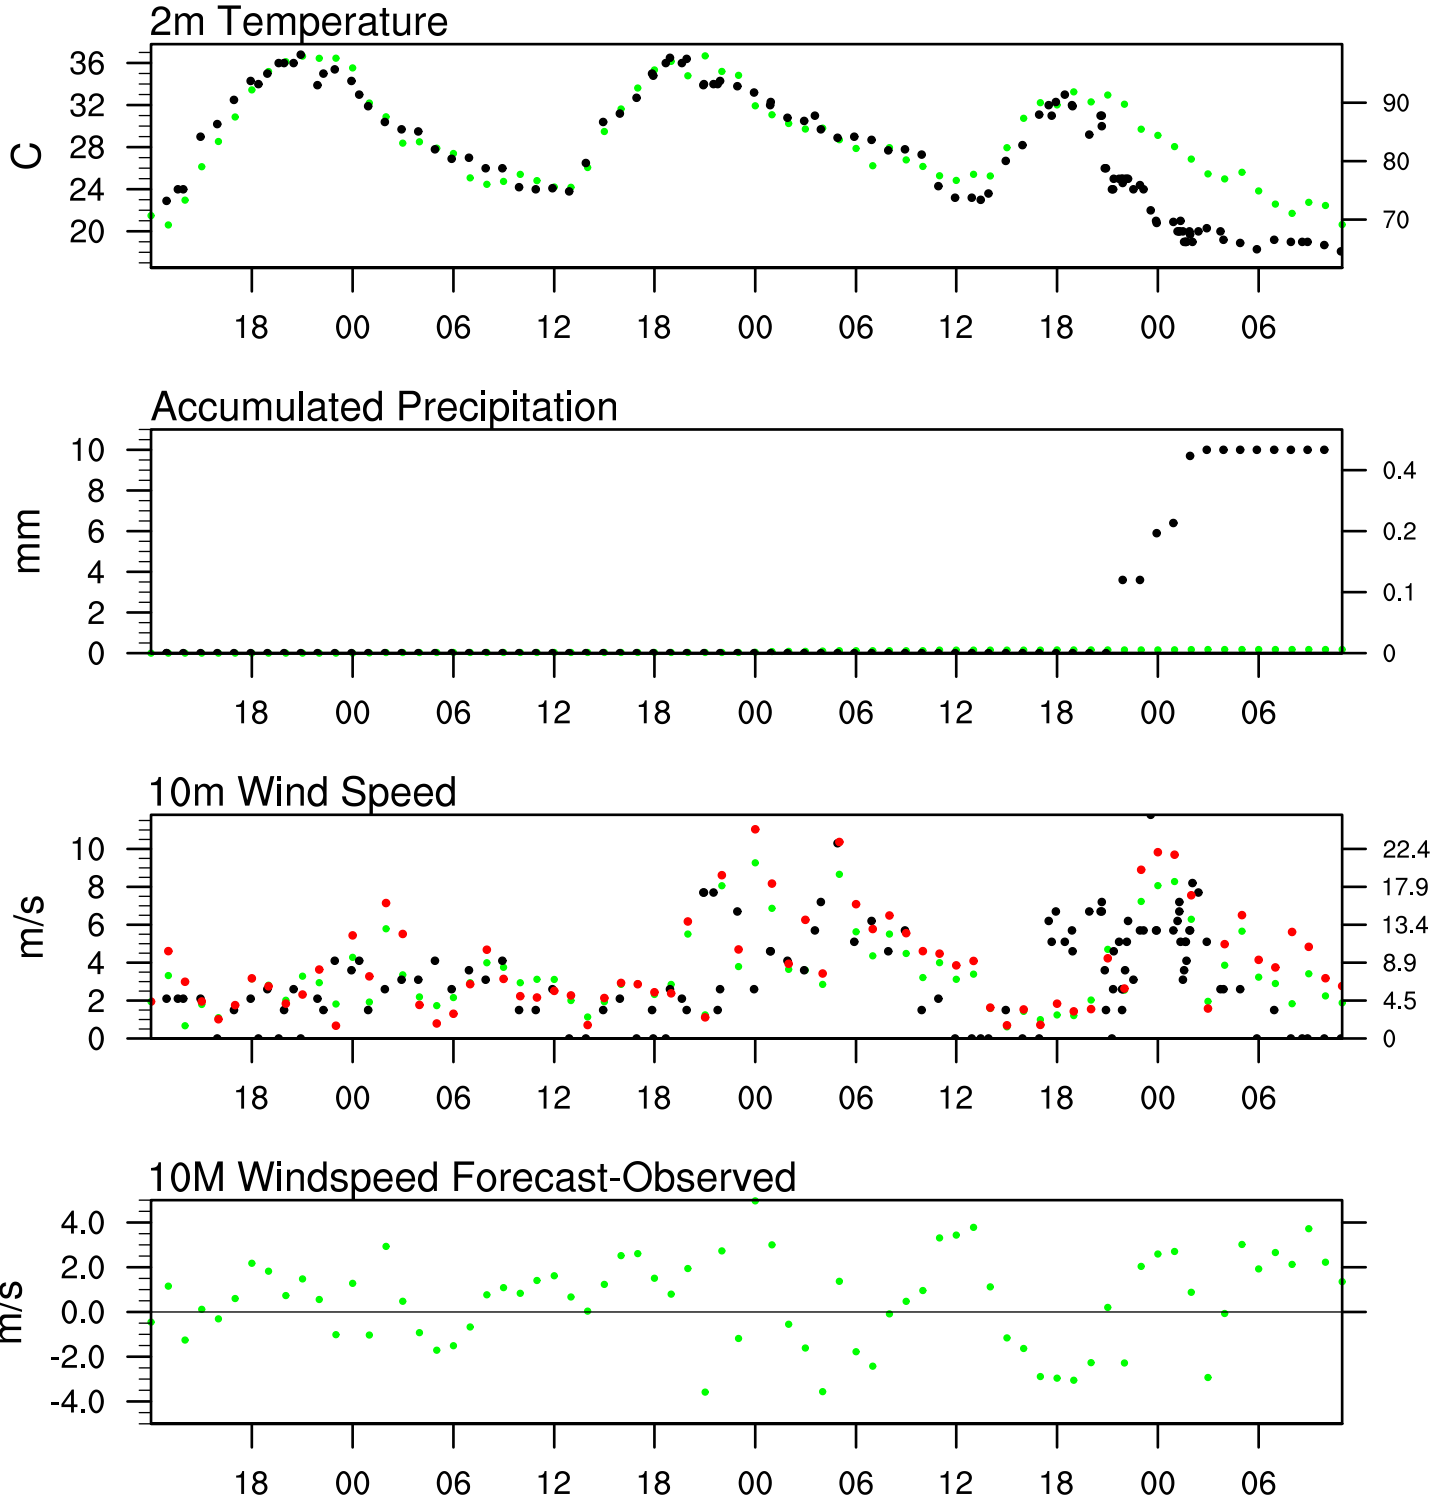 2m Temperature
C
36
32
28
24
20
90
80
70
18 00 06 12 18 00 06 12 18 00 06
Accumulated Precipitation
mm
10
8
6
4
2
0
0.4
0.2
0.1
0
18 00 06 12 18 00 06 12 18 00 06
10m Wind Speed
m/s
10
8
6
4
2
0
22.4
17.9
13.4
8.9
4.5
0
18 00 06 12 18 00 06 12 18 00 06
10M Windspeed Forecast-Observed
m/s
4.0
2.0
0.0
-2.0
-4.0
18 00 06 12 18 00 06 12 18 00 06